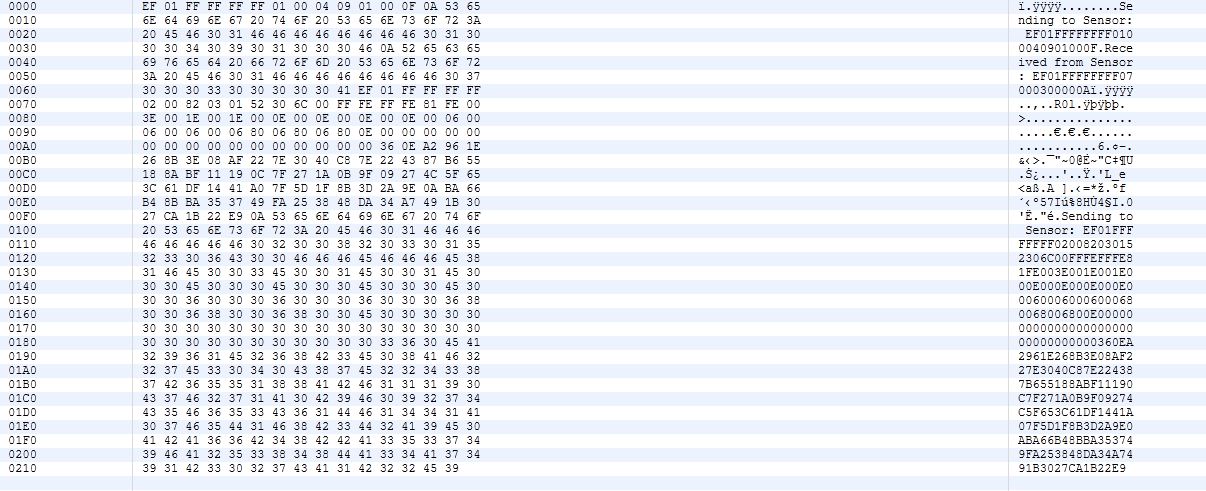 0000 EF 01 FF FF FF FF 01 00 04 09 01 00 0F 0A 53 65 ï.ÿÿÿÿ........Se
0010 6E 64 69 6E 67 20 74 6F 20 53 65 6E 73 6F 72 3A nding to Sensor:
0020 20 45 46 30 31 46 46 46 46 46 46 46 46 30 31 30  EF01FFFFFFFF010
0030 30 30 34 30 39 30 31 30 30 30 46 0A 52 65 63 65 0040901000F.Rece
0040 69 76 65 64 20 66 72 6F 6D 20 53 65 6E 73 6F 72 ived from Sensor
0050 3A 20 45 46 30 31 46 46 46 46 46 46 46 46 30 37 : EF01FFFFFFFF07
0060 30 30 30 33 30 30 30 30 30 41 EF 01 FF FF FF FF 000300000Aï.ÿÿÿÿ
0070 02 00 82 03 01 52 30 6C 00 FF FE FF FE 81 FE 00 ..‚..R0l.ÿþÿþ.þ.
0080 3E 00 1E 00 1E 00 0E 00 0E 00 0E 00 0E 00 06 00 >...............
0090 06 00 06 00 06 80 06 80 06 80 0E 00 00 00 00 00 .....€.€.€......
00A0 00 00 00 00 00 00 00 00 00 00 00 36 0E A2 96 1E ...........6.¢–.
00B0 26 8B 3E 08 AF 22 7E 30 40 C8 7E 22 43 87 B6 55 &‹>.¯"~0@È~"C‡¶U
00C0 18 8A BF 11 19 0C 7F 27 1A 0B 9F 09 27 4C 5F 65 .Š¿....'..Ÿ.'L_e
00D0 3C 61 DF 14 41 A0 7F 5D 1F 8B 3D 2A 9E 0A BA 66 <aß.A .].‹=*ž.ºf
00E0 B4 8B BA 35 37 49 FA 25 38 48 DA 34 A7 49 1B 30 ´‹º57Iú%8HÚ4§I.0
00F0 27 CA 1B 22 E9 0A 53 65 6E 64 69 6E 67 20 74 6F 'Ê."é.Sending to
0100 20 53 65 6E 73 6F 72 3A 20 45 46 30 31 46 46 46  Sensor: EF01FFF
0110 46 46 46 46 46 30 32 30 30 38 32 30 33 30 31 35 FFFFF02008203015
0120 32 33 30 36 43 30 30 46 46 46 45 46 46 46 45 38 2306C00FFFEFFFE8
0130 31 46 45 30 30 33 45 30 30 31 45 30 30 31 45 30 1FE003E001E001E0
0140 30 30 45 30 30 30 45 30 30 30 45 30 30 30 45 30 00E000E000E000E0
0150 30 30 36 30 30 30 36 30 30 30 36 30 30 30 36 38 0060006000600068
0160 30 30 36 38 30 30 36 38 30 30 45 30 30 30 30 30 0068006800E00000
0170 30 30 30 30 30 30 30 30 30 30 30 30 30 30 30 30 0000000000000000
0180 30 30 30 30 30 30 30 30 30 30 30 33 36 30 45 41 00000000000360EA
0190 32 39 36 31 45 32 36 38 42 33 45 30 38 41 46 32 2961E268B3E08AF2
01A0 32 37 45 33 30 34 30 43 38 37 45 32 32 34 33 38 27E3040C87E22438
01B0 37 42 36 35 35 31 38 38 41 42 46 31 31 31 39 30 7B655188ABF11190
01C0 43 37 46 32 37 31 41 30 42 39 46 30 39 32 37 34 C7F271A0B9F09274
01D0 43 35 46 36 35 33 43 36 31 44 46 31 34 34 31 41 C5F653C61DF1441A
01E0 30 37 46 35 44 31 46 38 42 33 44 32 41 39 45 30 07F5D1F8B3D2A9E0
01F0 41 42 41 36 36 42 34 38 42 42 41 33 35 33 37 34 ABA66B48BBA35374
0200 39 46 41 32 35 33 38 34 38 44 41 33 34 41 37 34 9FA253848DA34A74
0210 39 31 42 33 30 32 37 43 41 31 42 32 32 45 39 91B3027CA1B22E9